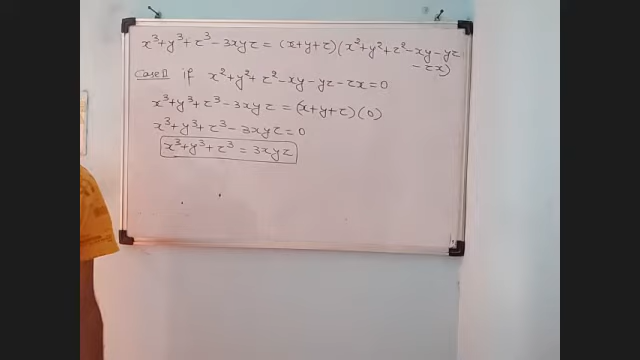 x³+y³+z³-3xyz = (x+y+z)(x²+y²+z²-xy-yz
-zx)
Case II if x²+y²+z²-xy-yz-zx=0
x³+y³+z³-3xyz = (x+y+z)(0)
x³+y³+z³-3xyz=0
x³+y³+z³ = 3xyz